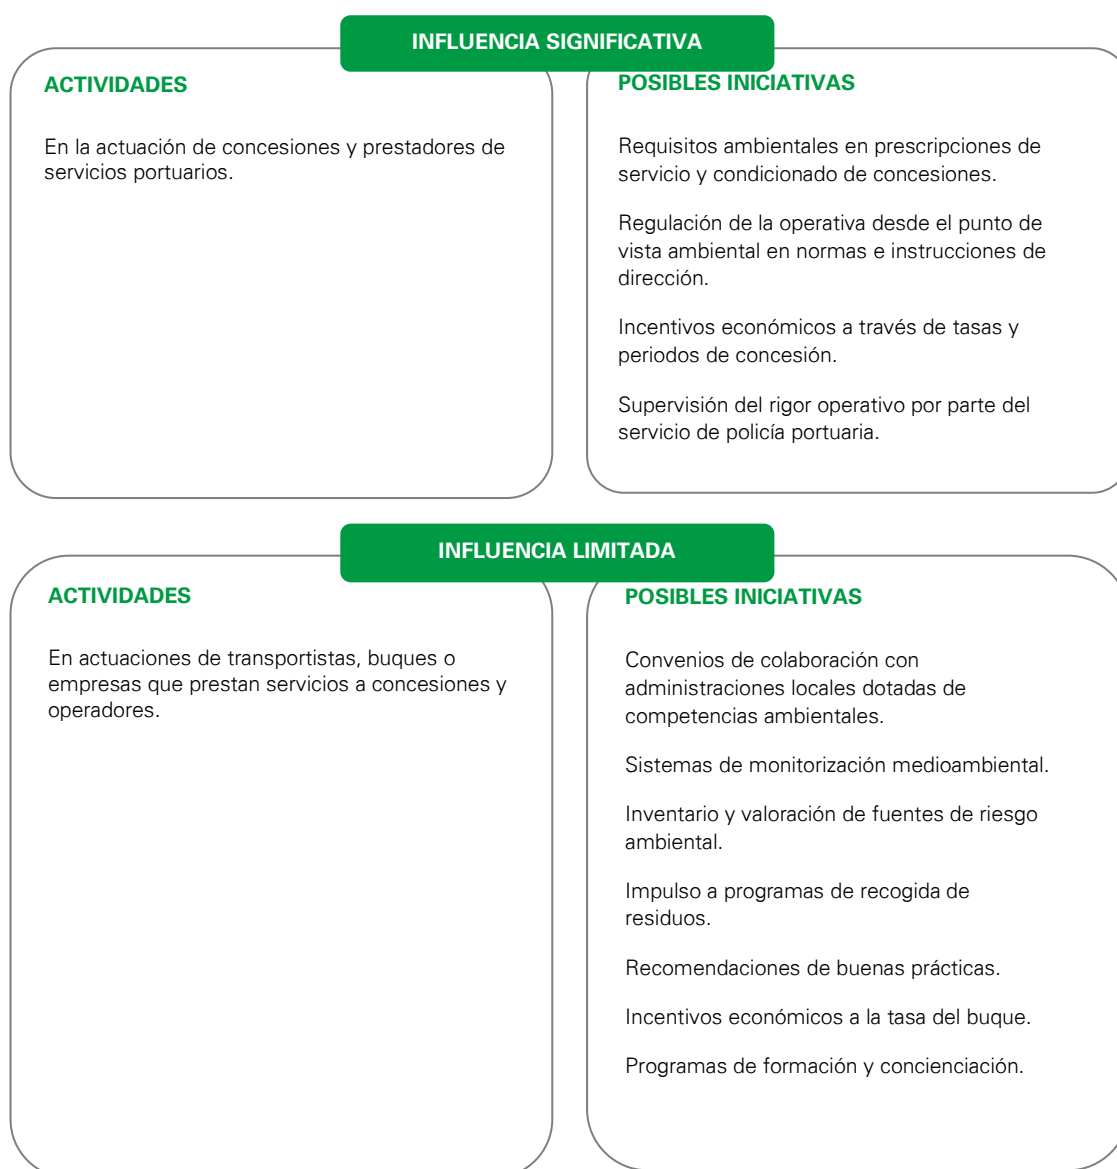 INFLUENCIA SIGNIFICATIVA
ACTIVIDADES
En la actuación de concesiones y prestadores de
servicios portuarios.
POSIBLES INICIATIVAS
Requisitos ambientales en prescripciones de
servicio y condicionado de concesiones.
Regulación de la operativa desde el punto de
vista ambiental en normas e instrucciones de
dirección.
Incentivos económicos a través de tasas y
periodos de concesión.
Supervisión del rigor operativo por parte del
servicio de policía portuaria.
INFLUENCIA LIMITADA
ACTIVIDADES
En actuaciones de transportistas, buques o
empresas que prestan servicios a concesiones y
operadores.
POSIBLES INICIATIVAS
Convenios de colaboración con
administraciones locales dotadas de
competencias ambientales.
Sistemas de monitorización medioambiental.
Inventario y valoración de fuentes de riesgo
ambiental.
Impulso a programas de recogida de
residuos.
Recomendaciones de buenas prácticas.
Incentivos económicos a la tasa del buque.
Programas de formación y concienciación.